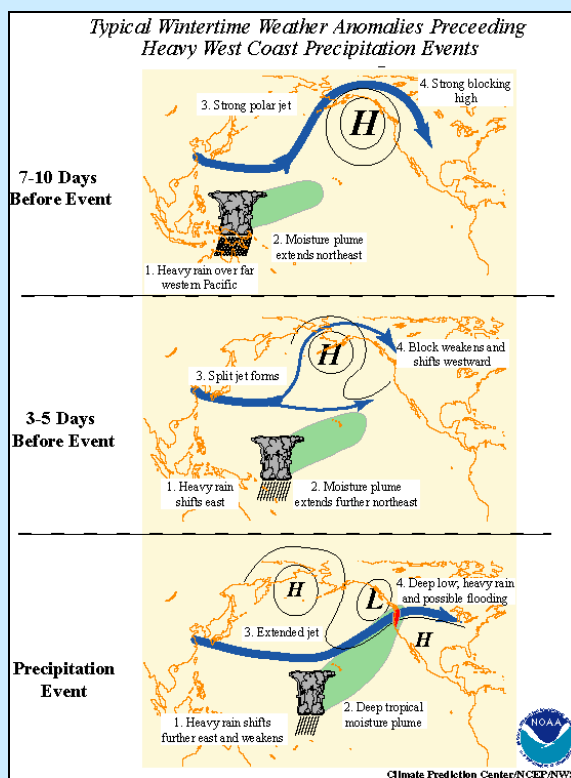 Typical Wintertime Weather Anomalies Preceeding
Heavy West Coast Precipitation Events
7-10 Days
Before Event
1. Heavy rain over far
western Pacific
2. Moisture plume
extends northeast
3. Strong polar jet
4. Strong blocking
high
H
3-5 Days
Before Event
1. Heavy rain
shifts east
2. Moisture plume
extends further northeast
3. Split jet forms
4. Block weakens and
shifts westward
H
Precipitation
Event
1. Heavy rain shifts
further east and weakens
2. Deep tropical
moisture plume
3. Extended jet
4. Deep low, heavy rain
and possible flooding
H
L
H
NOAA
Climate Prediction Center/NCEP/NWS